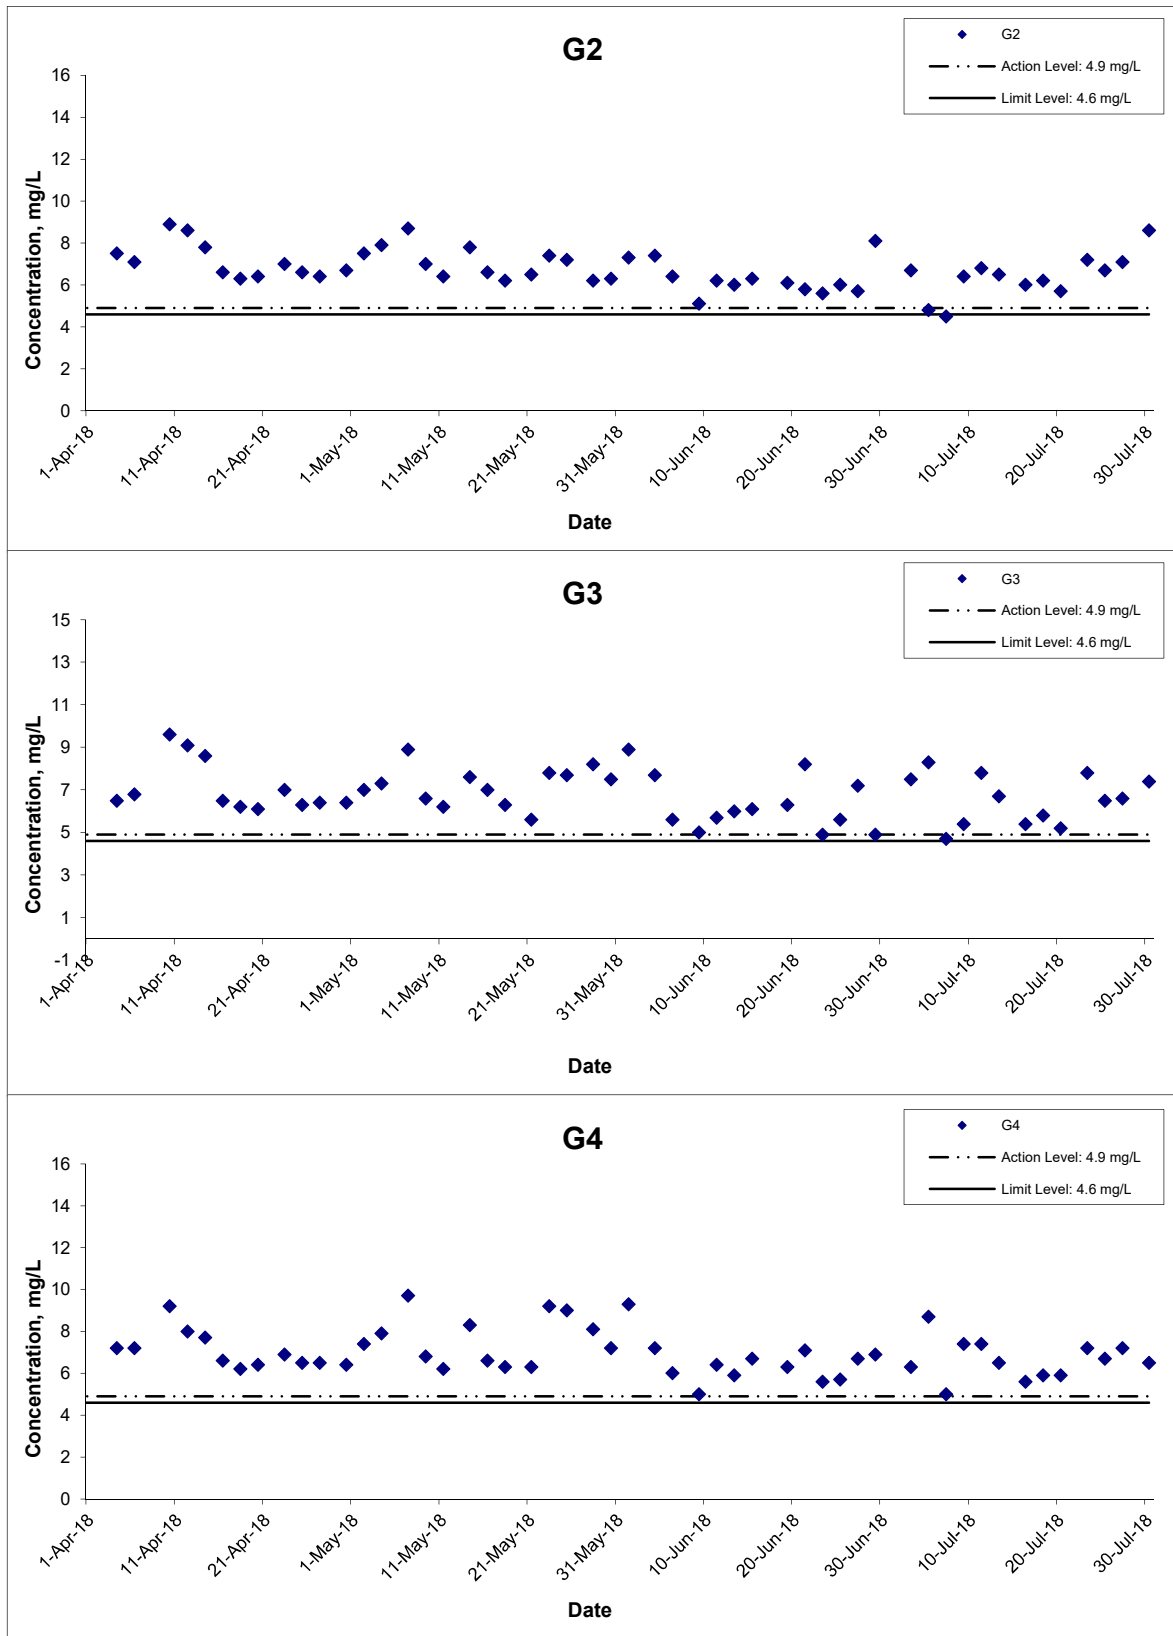 G2
G2
Action Level: 4.9 mg/L
Limit Level: 4.6 mg/L
Concentration, mg/L
16
14
12
10
8
6
4
2
0
1-Apr-18
11-Apr-18
21-Apr-18
1-May-18
11-May-18
21-May-18
31-May-18
10-Jun-18
20-Jun-18
30-Jun-18
10-Jul-18
20-Jul-18
30-Jul-18
Date
G3
G3
Action Level: 4.9 mg/L
Limit Level: 4.6 mg/L
Concentration, mg/L
15
13
11
9
7
5
3
1
-1
1-Apr-18
11-Apr-18
21-Apr-18
1-May-18
11-May-18
21-May-18
31-May-18
10-Jun-18
20-Jun-18
30-Jun-18
10-Jul-18
20-Jul-18
30-Jul-18
Date
G4
G4
Action Level: 4.9 mg/L
Limit Level: 4.6 mg/L
Concentration, mg/L
16
14
12
10
8
6
4
2
0
1-Apr-18
11-Apr-18
21-Apr-18
1-May-18
11-May-18
21-May-18
31-May-18
10-Jun-18
20-Jun-18
30-Jun-18
10-Jul-18
20-Jul-18
30-Jul-18
Date